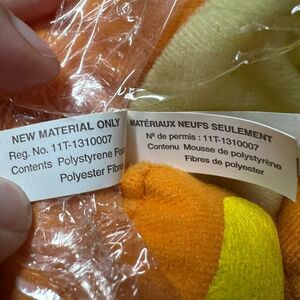 NEW MATERIAL ONLY
Reg. No. 11T-1310007
Contents Polystyrene Foam
Polyester Fibre
MATÉRIAUX NEUFS SEULEMENT
Nº de permis : 11T-1310007
Contenu Mousse de polystyrène
Fibres de polyester